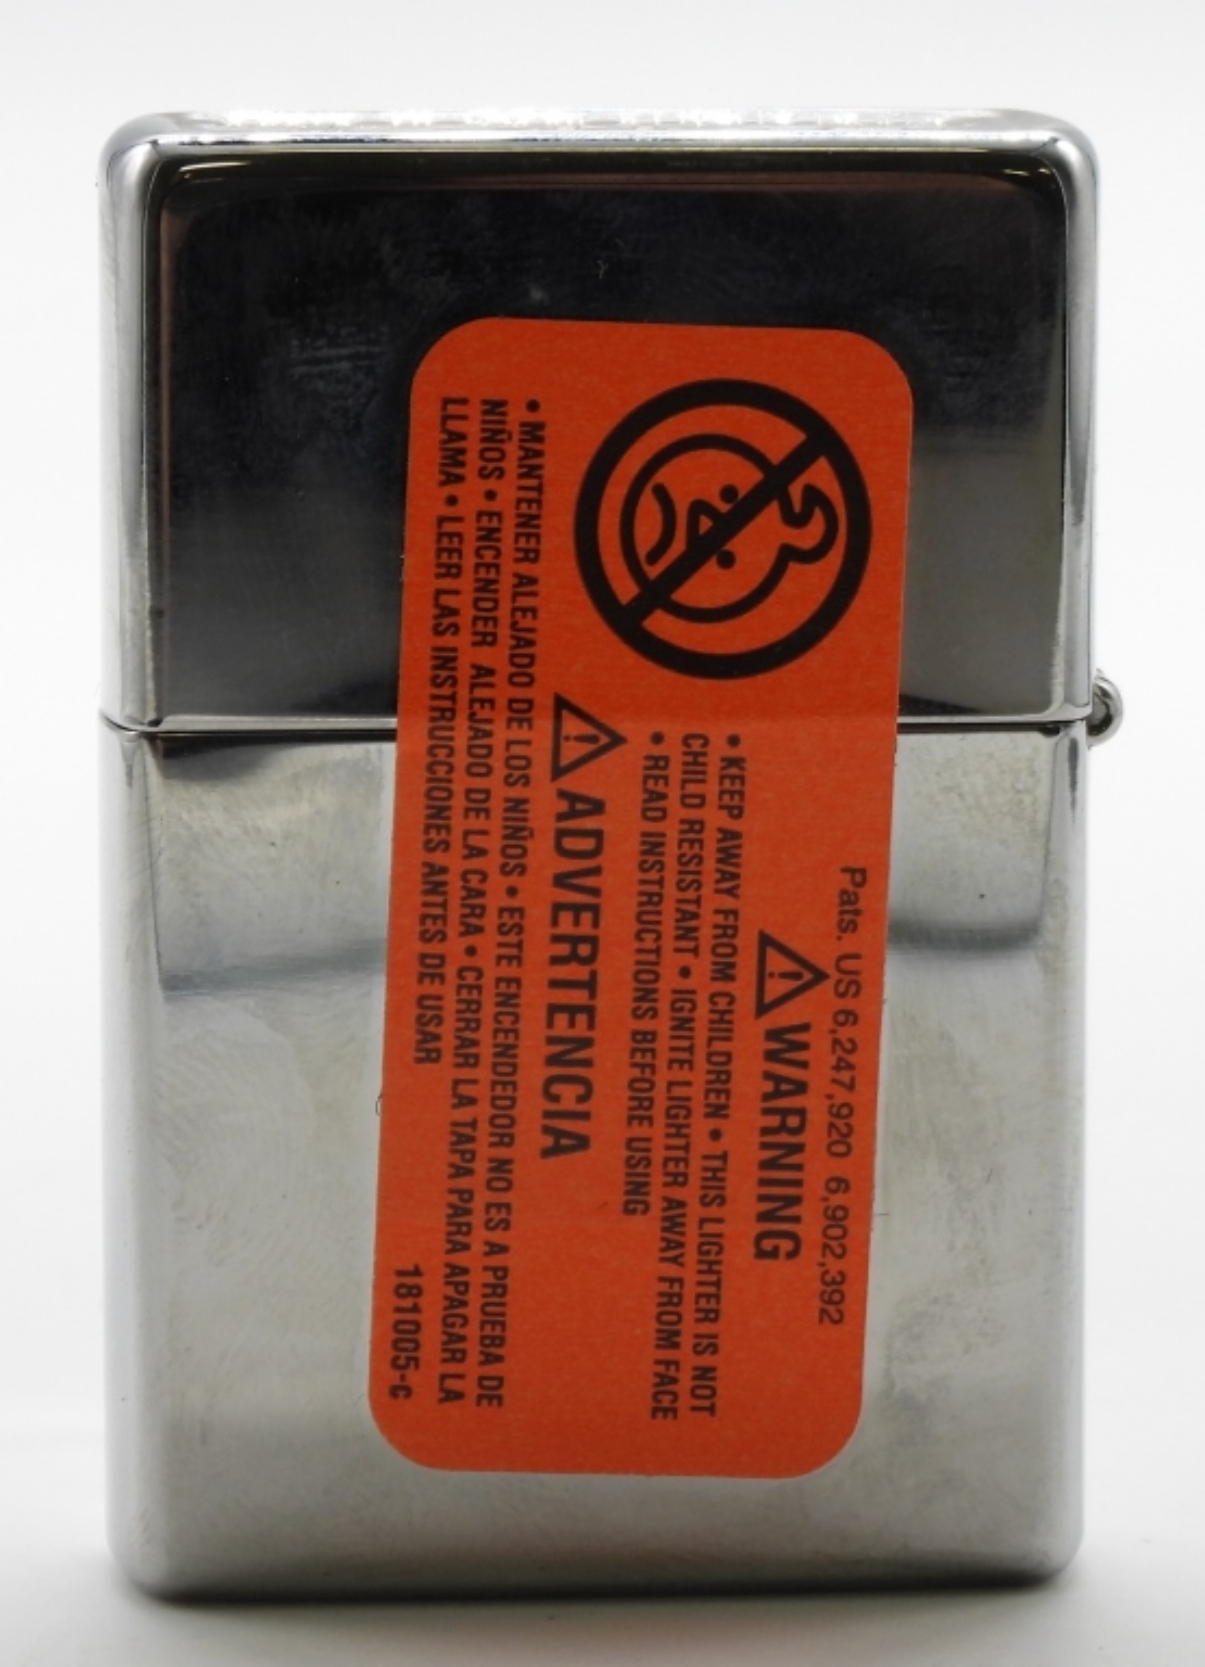 Pats. US 6,247,920 6,902,392
WARNING
• KEEP AWAY FROM CHILDREN • THIS LIGHTER IS NOT
CHILD RESISTANT • IGNITE LIGHTER AWAY FROM FACE
• READ INSTRUCTIONS BEFORE USING
ADVERTENCIA
• MANTENER ALEJADO DE LOS NIÑOS • ESTE ENCENDEDOR NO ES A PRUEBA DE
NIÑOS • ENCENDER ALEJADO DE LA CARA • CERRAR LA TAPA PARA APAGAR LA
LLAMA • LEER LAS INSTRUCCIONES ANTES DE USAR
181005-c